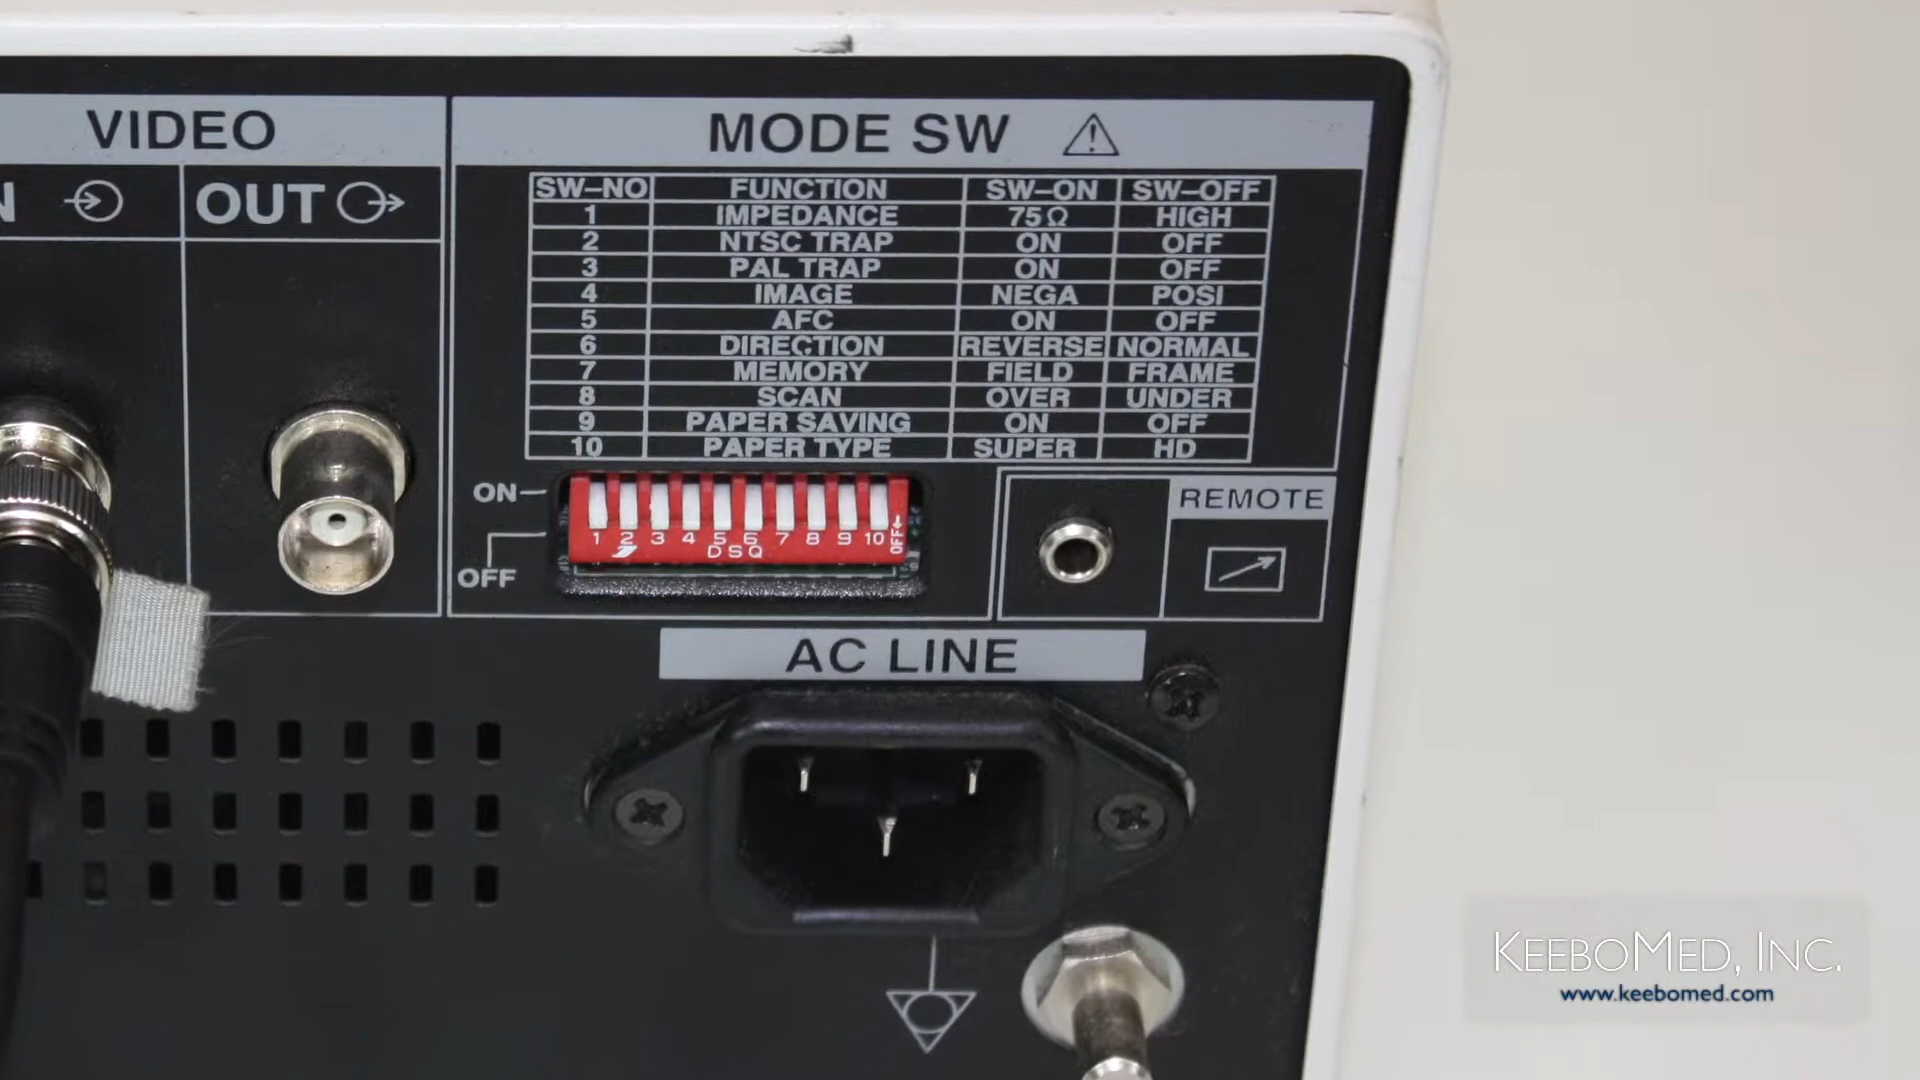 VIDEO
OUT
MODE SW
SW-NO FUNCTION SW-ON SW-OFF
1 IMPEDANCE 75Ω HIGH
2 NTSC TRAP ON OFF
3 PAL TRAP ON OFF
4 IMAGE NEGA POSI
5 AFC ON OFF
6 DIRECTION REVERSE NORMAL
7 MEMORY FIELD FRAME
8 SCAN OVER UNDER
9 PAPER SAVING ON OFF
10 PAPER TYPE SUPER HD
ON
OFF
1 2 3 4 5 6 7 8 9 10
DSQ
OFF
REMOTE
AC LINE
KEEBOMED, INC.
www.keebomed.com